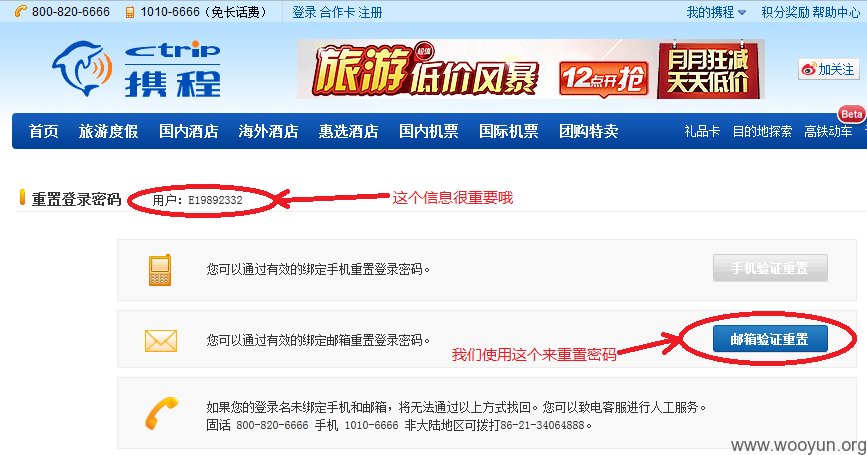 800-820-6666 1010-6666（免长话费） 登录 合作卡 注册 我的携程 积分奖励 帮助中心
Ctrip
携程
旅游低价风暴 超值 12点开抢 月月狂减 天天低价
加关注
首页 旅游度假 国内酒店 海外酒店 惠选酒店 国内机票 国际机票 团购特卖 礼品卡 目的地探索 高铁动车 Beta
重置登录密码 用户：E19892332 这个信息很重要哦
您可以通过有效的绑定手机重置登录密码。 手机验证重置
您可以通过有效的绑定邮箱重置登录密码。 邮箱验证重置
我们使用这个来重置密码
如果您的登录名未绑定手机和邮箱，将无法通过以上方式找回。您可以致电客服进行人工服务。
固话 800-820-6666 手机 1010-6666 非大陆地区可拨打86-21-34064888。
www.wooyun.org